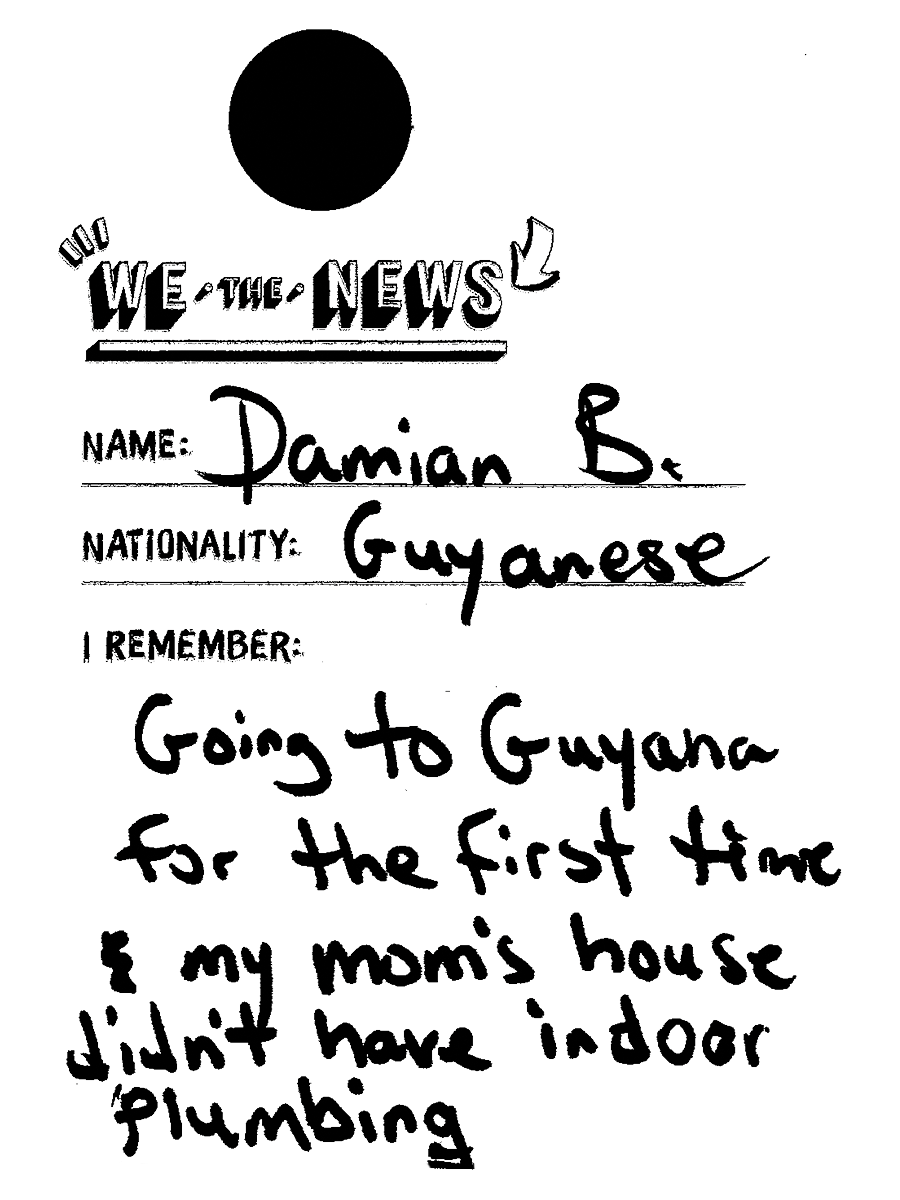 WE THE NEWS
NAME: Damian B.
NATIONALITY: Guyanese
I REMEMBER:
Going to Guyana
for the first time
& my mom's house
didn't have indoor
plumbing